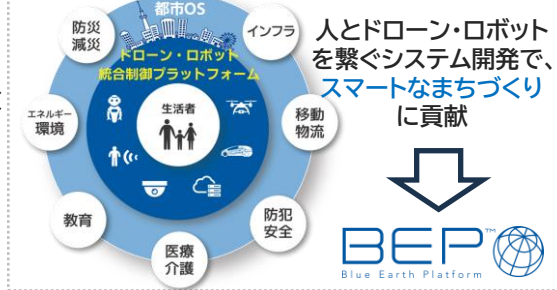 都市OS
ドローン・ロボット
統合制御プラットフォーム
生活者
防災
減災
インフラ
エネルギー
環境
移動
物流
教育
防犯
安全
医療
介護
人とドローン・ロボット
を繋ぐシステム開発で、
スマートなまちづくり
に貢献
BEP™
Blue Earth Platform